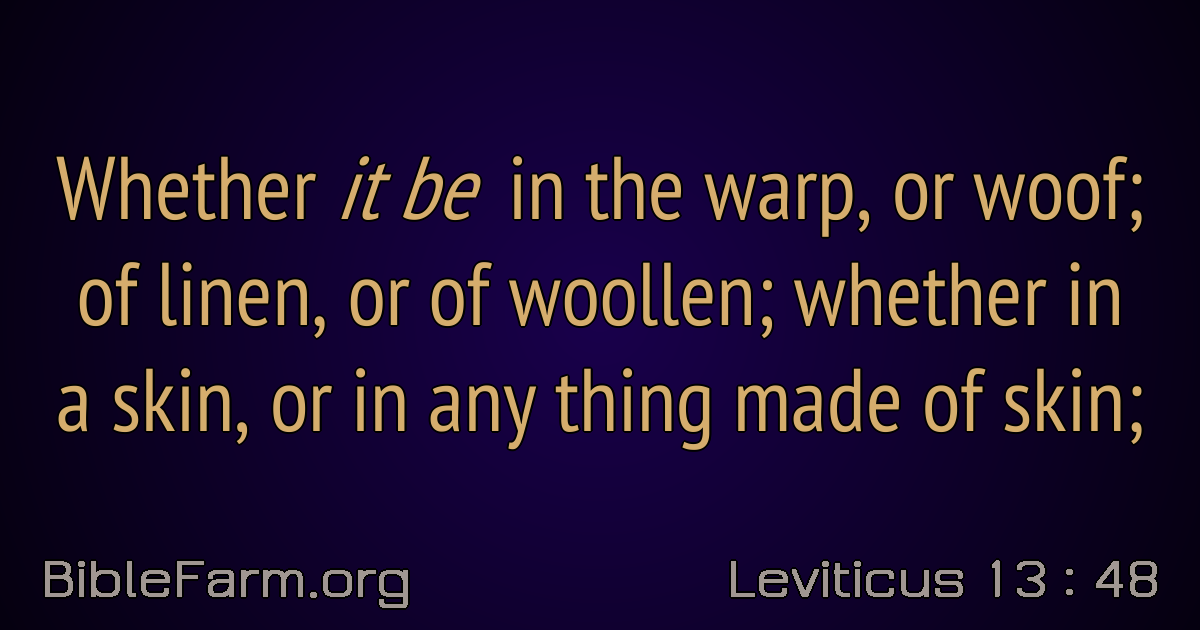 Whether it be in the warp, or woof;
of linen, or of woollen; whether in
a skin, or in any thing made of skin;
BibleFarm.org
Leviticus 13 : 48